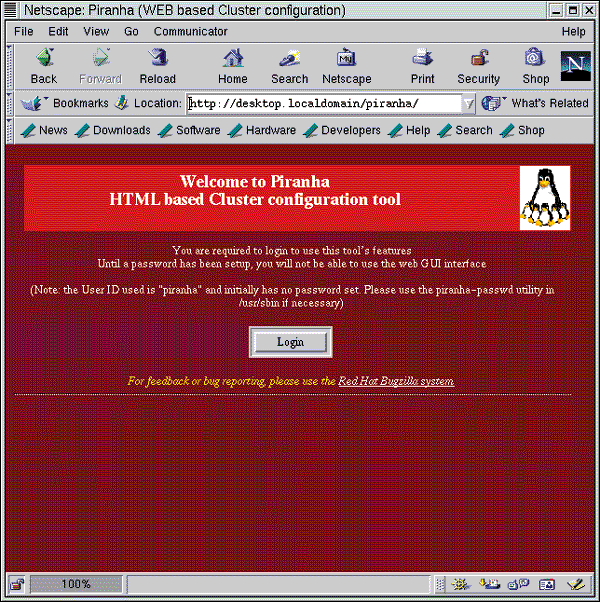 Netscape: Piranha (WEB based Cluster configuration)
File Edit View Go Communicator Help
Back Forward Reload Home Search Netscape Print Security Shop
N
Bookmarks Location: http://desktop.localdomain/piranha/ What's Related
News Downloads Software Hardware Developers Help Search Shop
Welcome to Piranha
HTML based Cluster configuration tool
You are required to login to use this tool's features
Until a password has been setup, you will not be able to use the web GUI interface
(Note: the User ID used is "piranha" and initially has no password set. Please use the piranha-passwd utility in
/usr/sbin if necessary)
Login
For feedback or bug reporting, please use the Red Hat Bugzilla system.
100%